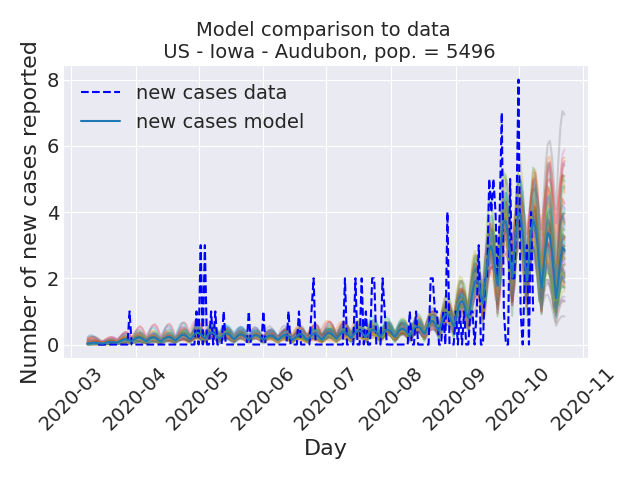 Model comparison to data
US - Iowa - Audubon, pop. = 5496
Number of new cases reported
8
6
4
2
0
new cases data
new cases model
2020-03
2020-04
2020-05
2020-06
2020-07
2020-08
2020-09
2020-10
2020-11
Day